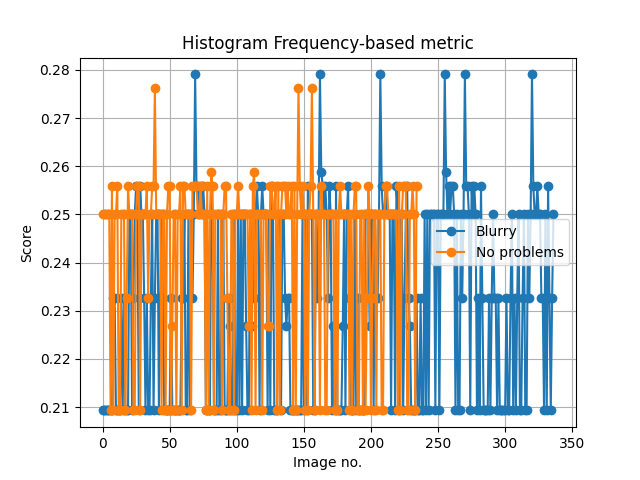 Histogram Frequency-based metric
0.28
0.27
0.26
0.25
0.24
0.23
0.22
0.21
Score
Blurry
No problems
0 50 100 150 200 250 300 350
Image no.